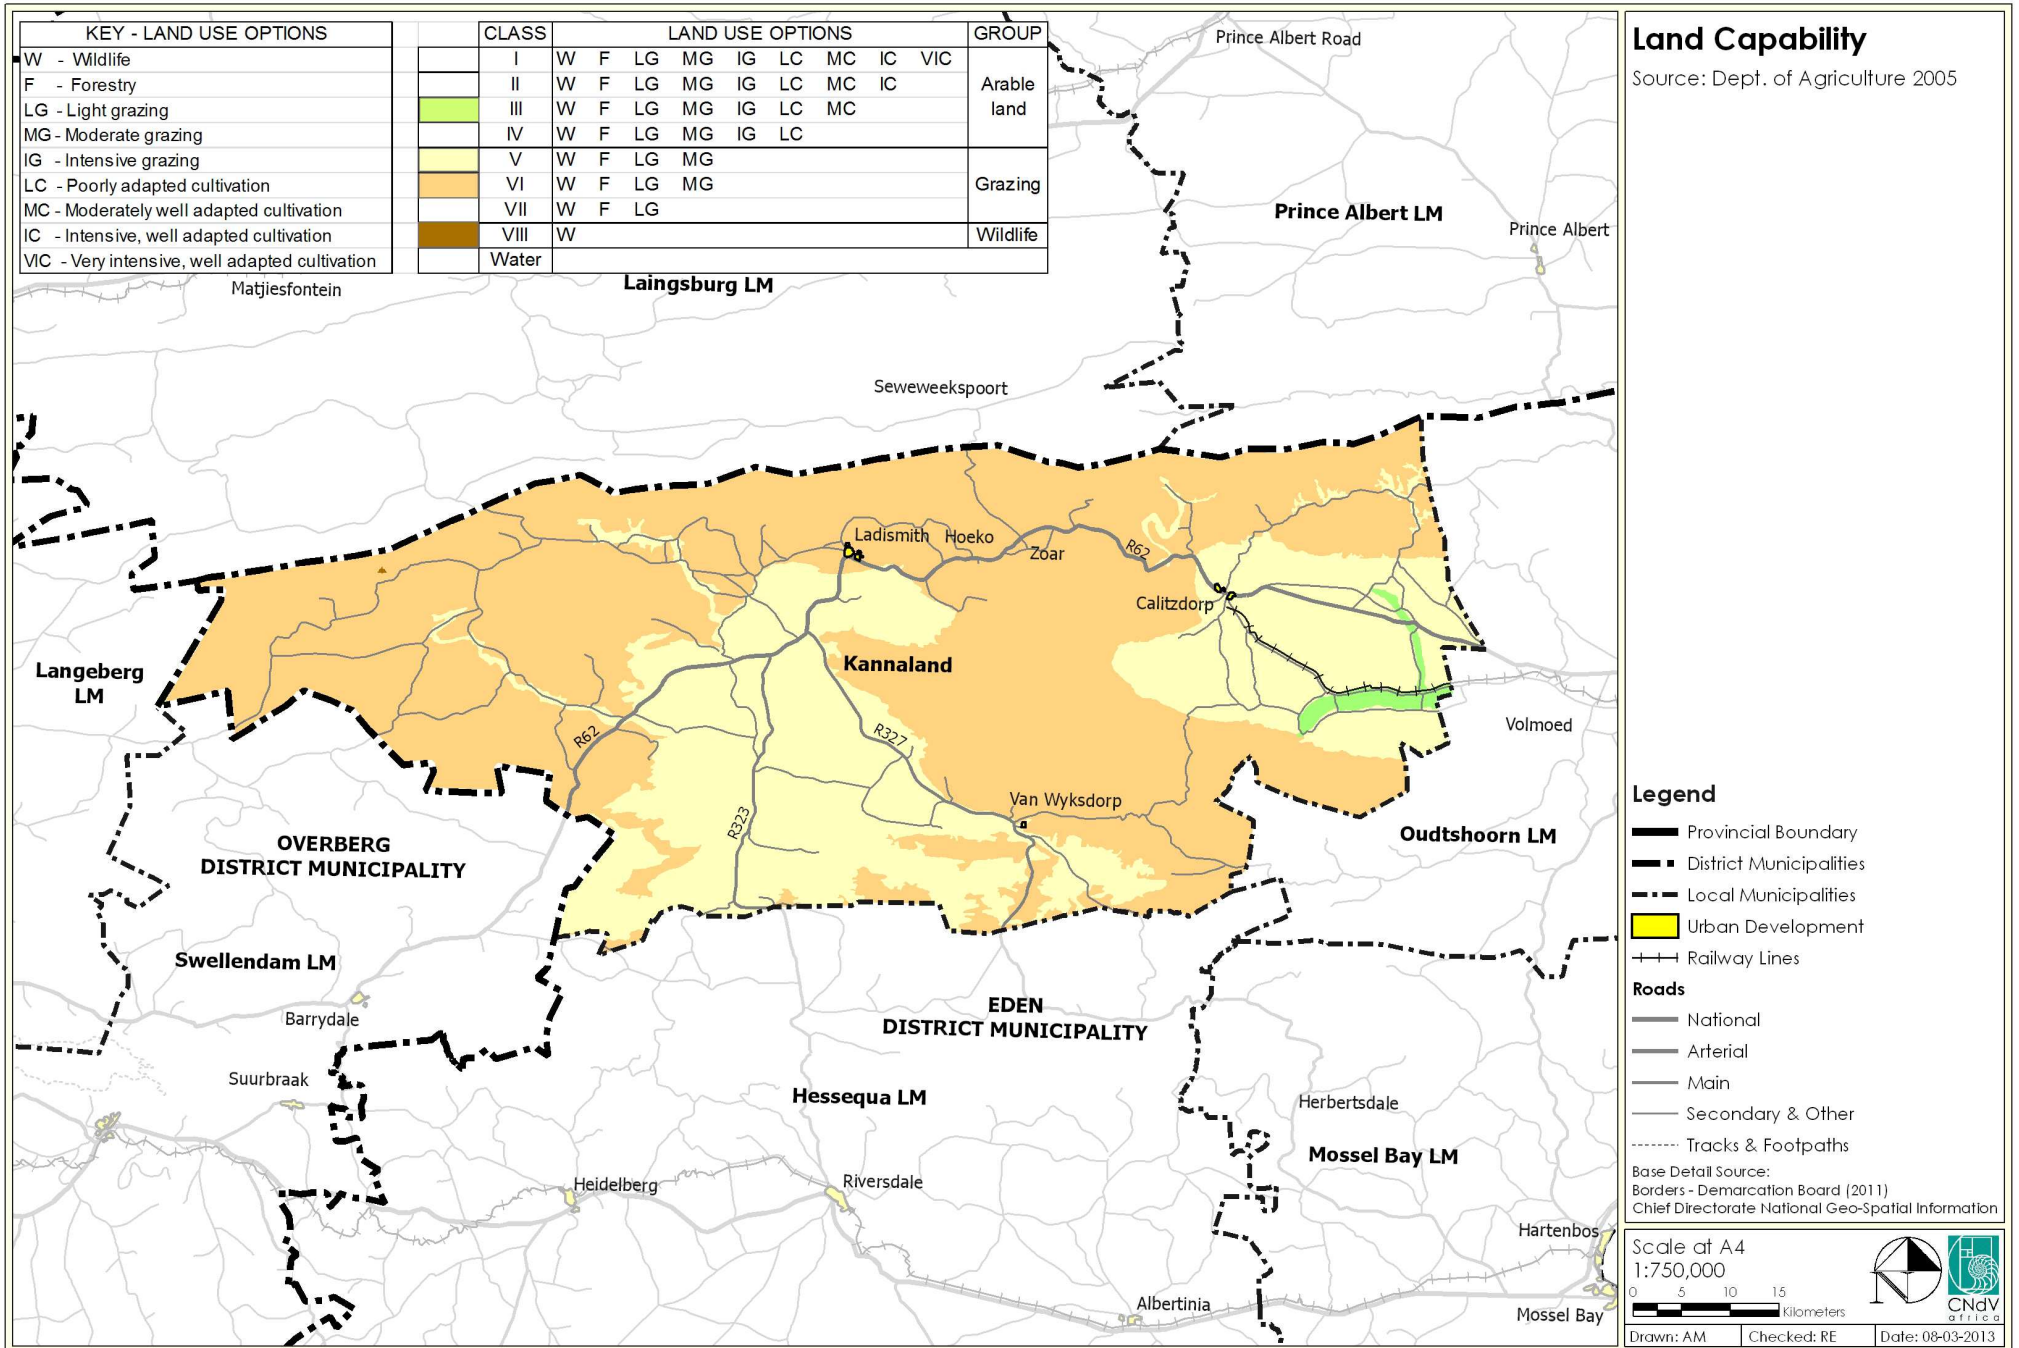 KEY - LAND USE OPTIONS
W - Wildlife
F - Forestry
LG - Light grazing
MG - Moderate grazing
IG - Intensive grazing
LC - Poorly adapted cultivation
MC - Moderately well adapted cultivation
IC - Intensive, well adapted cultivation
VIC - Very intensive, well adapted cultivation
CLASS LAND USE OPTIONS GROUP
I W F LG MG IG LC MC IC VIC
II W F LG MG IG LC MC IC
III W F LG MG IG LC MC
IV W F LG MG IG LC
Arable
land
V W F LG MG
VI W F LG MG
VII W F LG
Grazing
VIII W Wildlife
Water
Prince Albert Road
Prince Albert LM
Prince Albert
Matjiesfontein
Laingsburg LM
Seweweekspoort
Ladismith
Hoeko
Zoar
R62
Calitzdorp
Kannaland
Langeberg
LM
R62
R327
Volmoed
R323
Van Wyksdorp
Oudtshoorn LM
OVERBERG
DISTRICT MUNICIPALITY
Swellendam LM
Barrydale
EDEN
DISTRICT MUNICIPALITY
Suurbraak
Hessequa LM
Herbertsdale
Mossel Bay LM
Heidelberg
Riversdale
Hartenbos
Albertinia
Mossel Bay
Land Capability
Source: Dept. of Agriculture 2005
Legend
Provincial Boundary
District Municipalities
Local Municipalities
Urban Development
Railway Lines
Roads
National
Arterial
Main
Secondary & Other
Tracks & Footpaths
Base Detail Source:
Borders - Demarcation Board (2011)
Chief Directorate National Geo-Spatial Information
Scale at A4
1:750,000
0 5 10 15
Kilometers
CNdV
africa
Drawn: AM Checked: RE Date: 08-03-2013